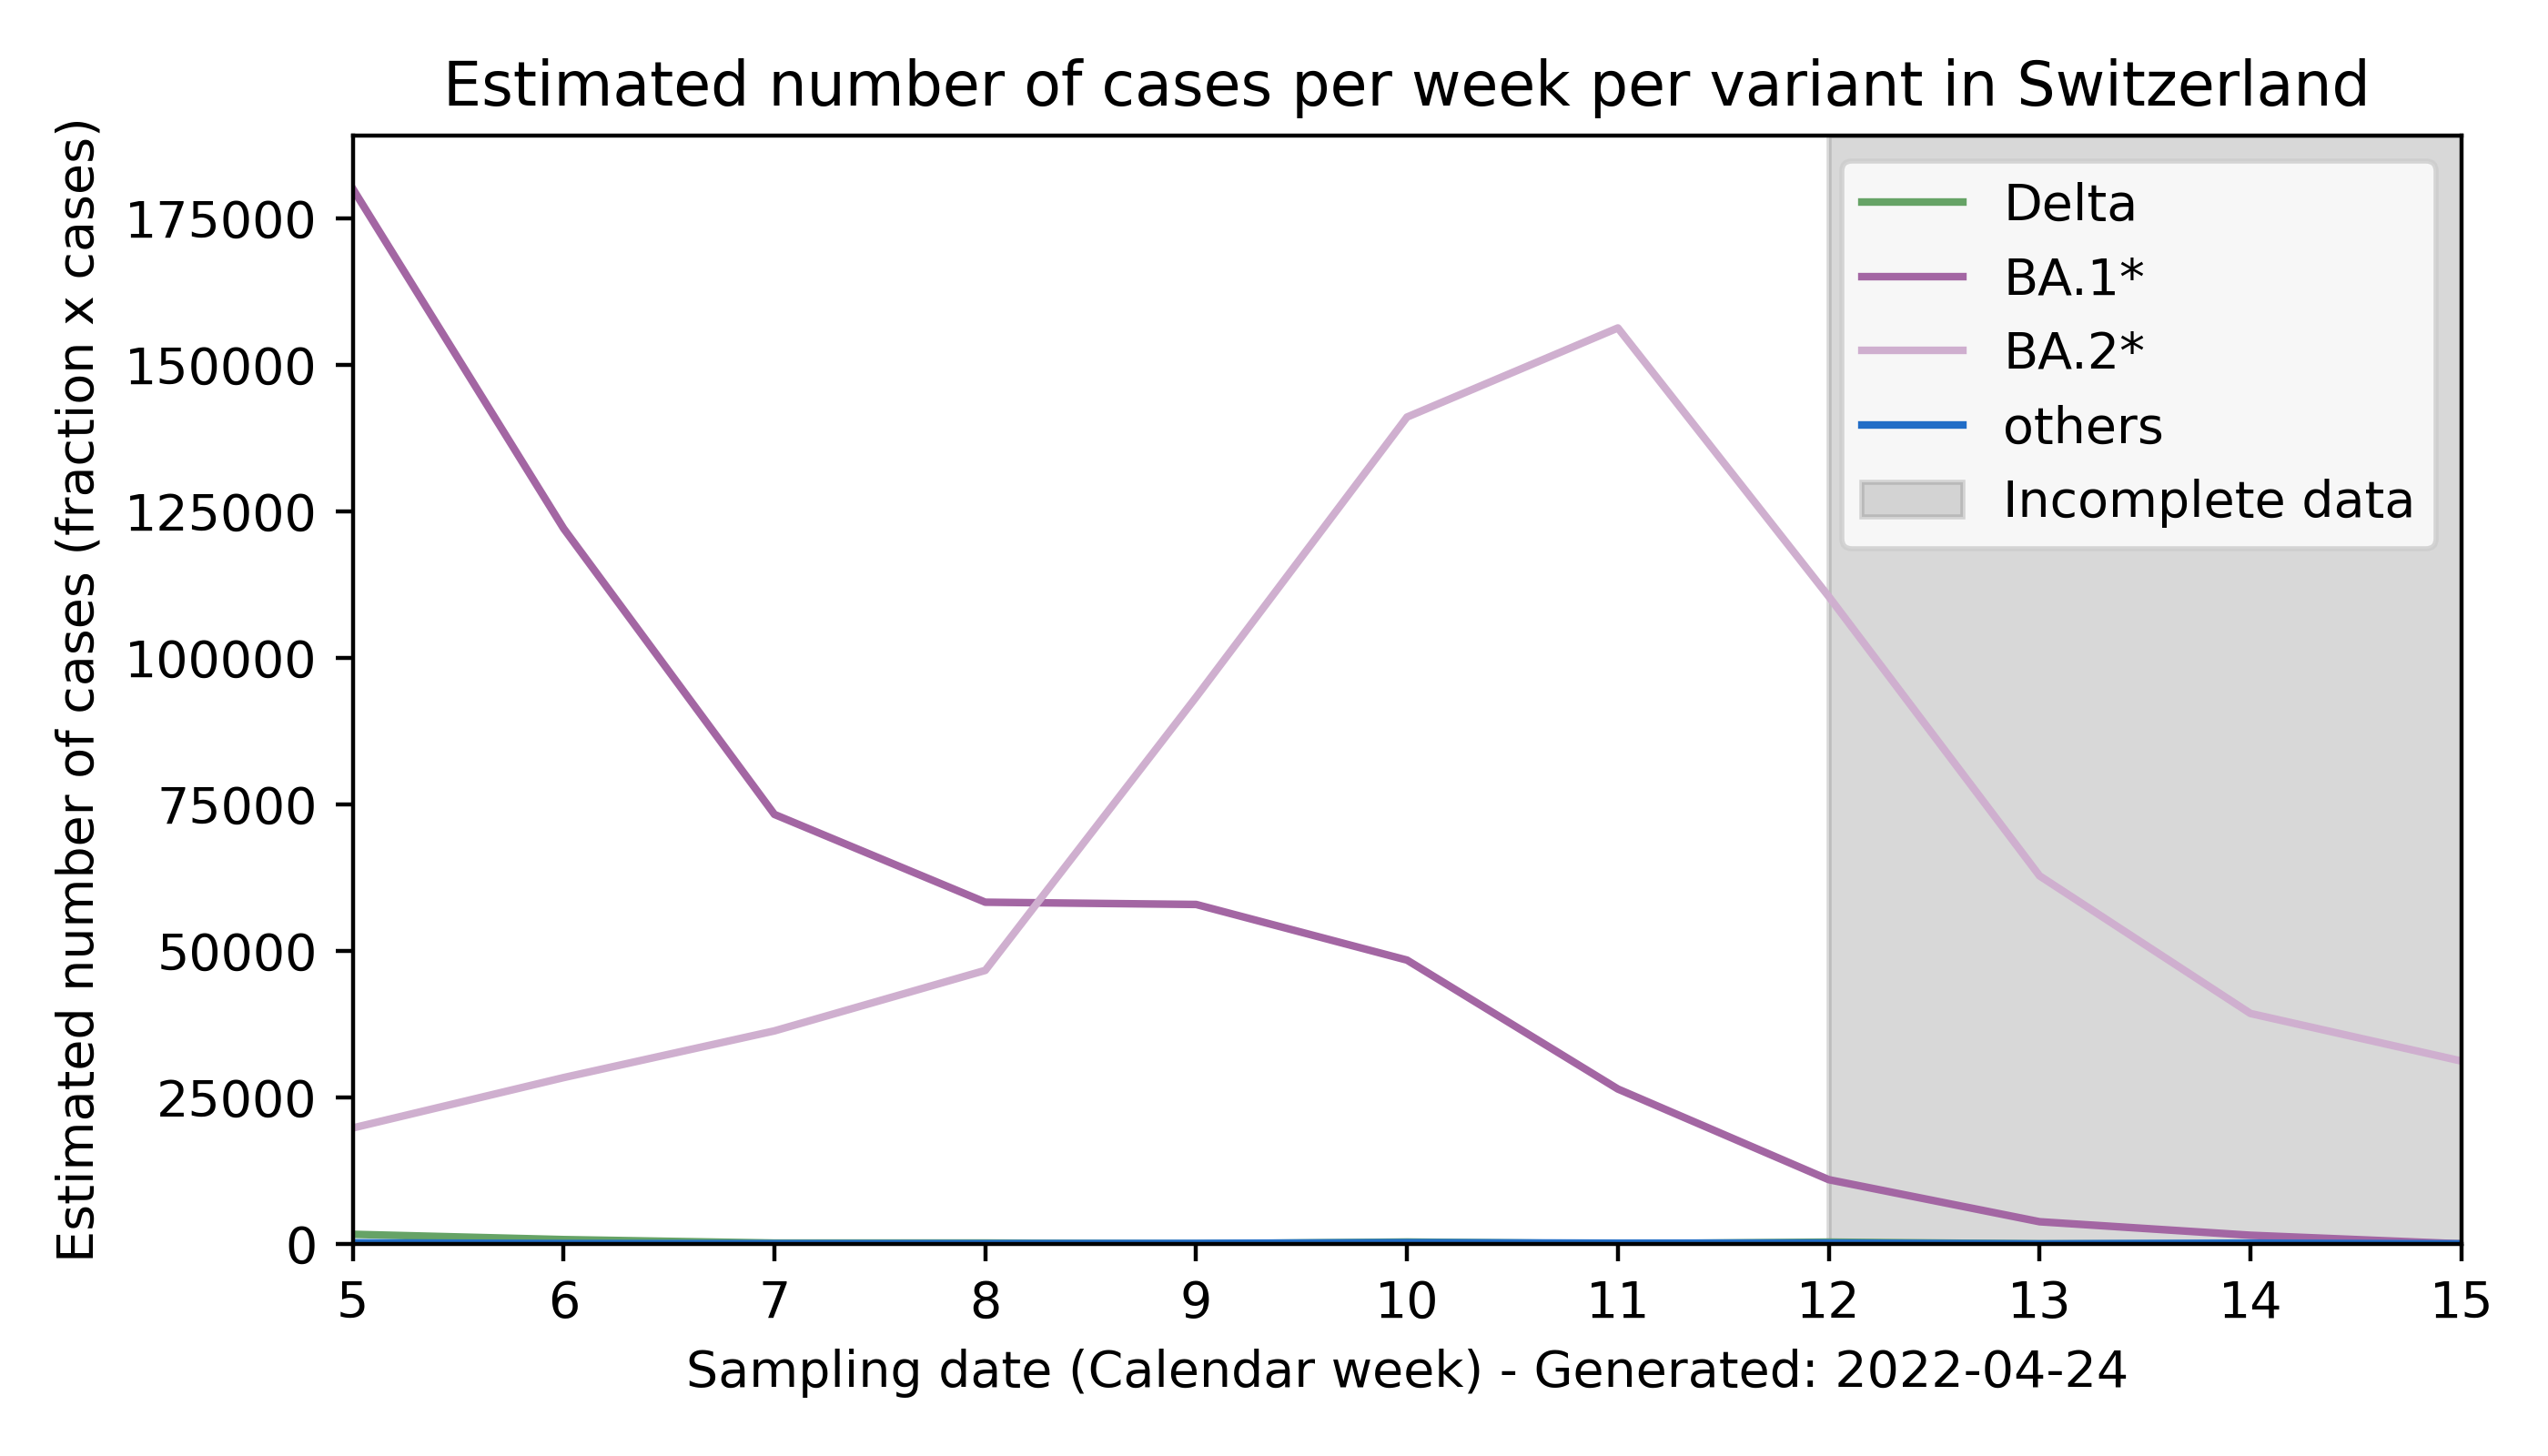 Estimated number of cases per week per variant in Switzerland
Estimated number of cases (fraction x cases)
175000
150000
125000
100000
75000
50000
25000
0
Delta
BA.1*
BA.2*
others
Incomplete data
5 6 7 8 9 10 11 12 13 14 15
Sampling date (Calendar week) - Generated: 2022-04-24